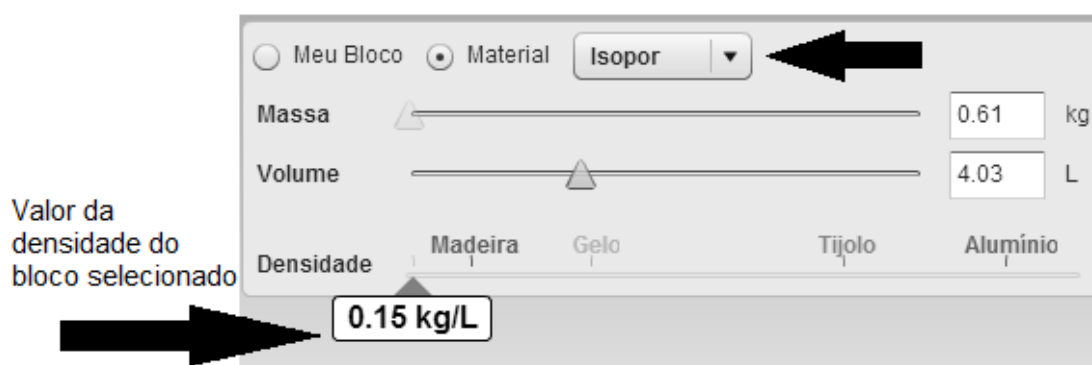 Meu Bloco Material Isopor
Massa 0.61 kg
Volume 4.03 L
Valor da
densidade do
bloco selecionado
Madeira Gelo Tijolo Alumínio
Densidade
0.15 kg/L